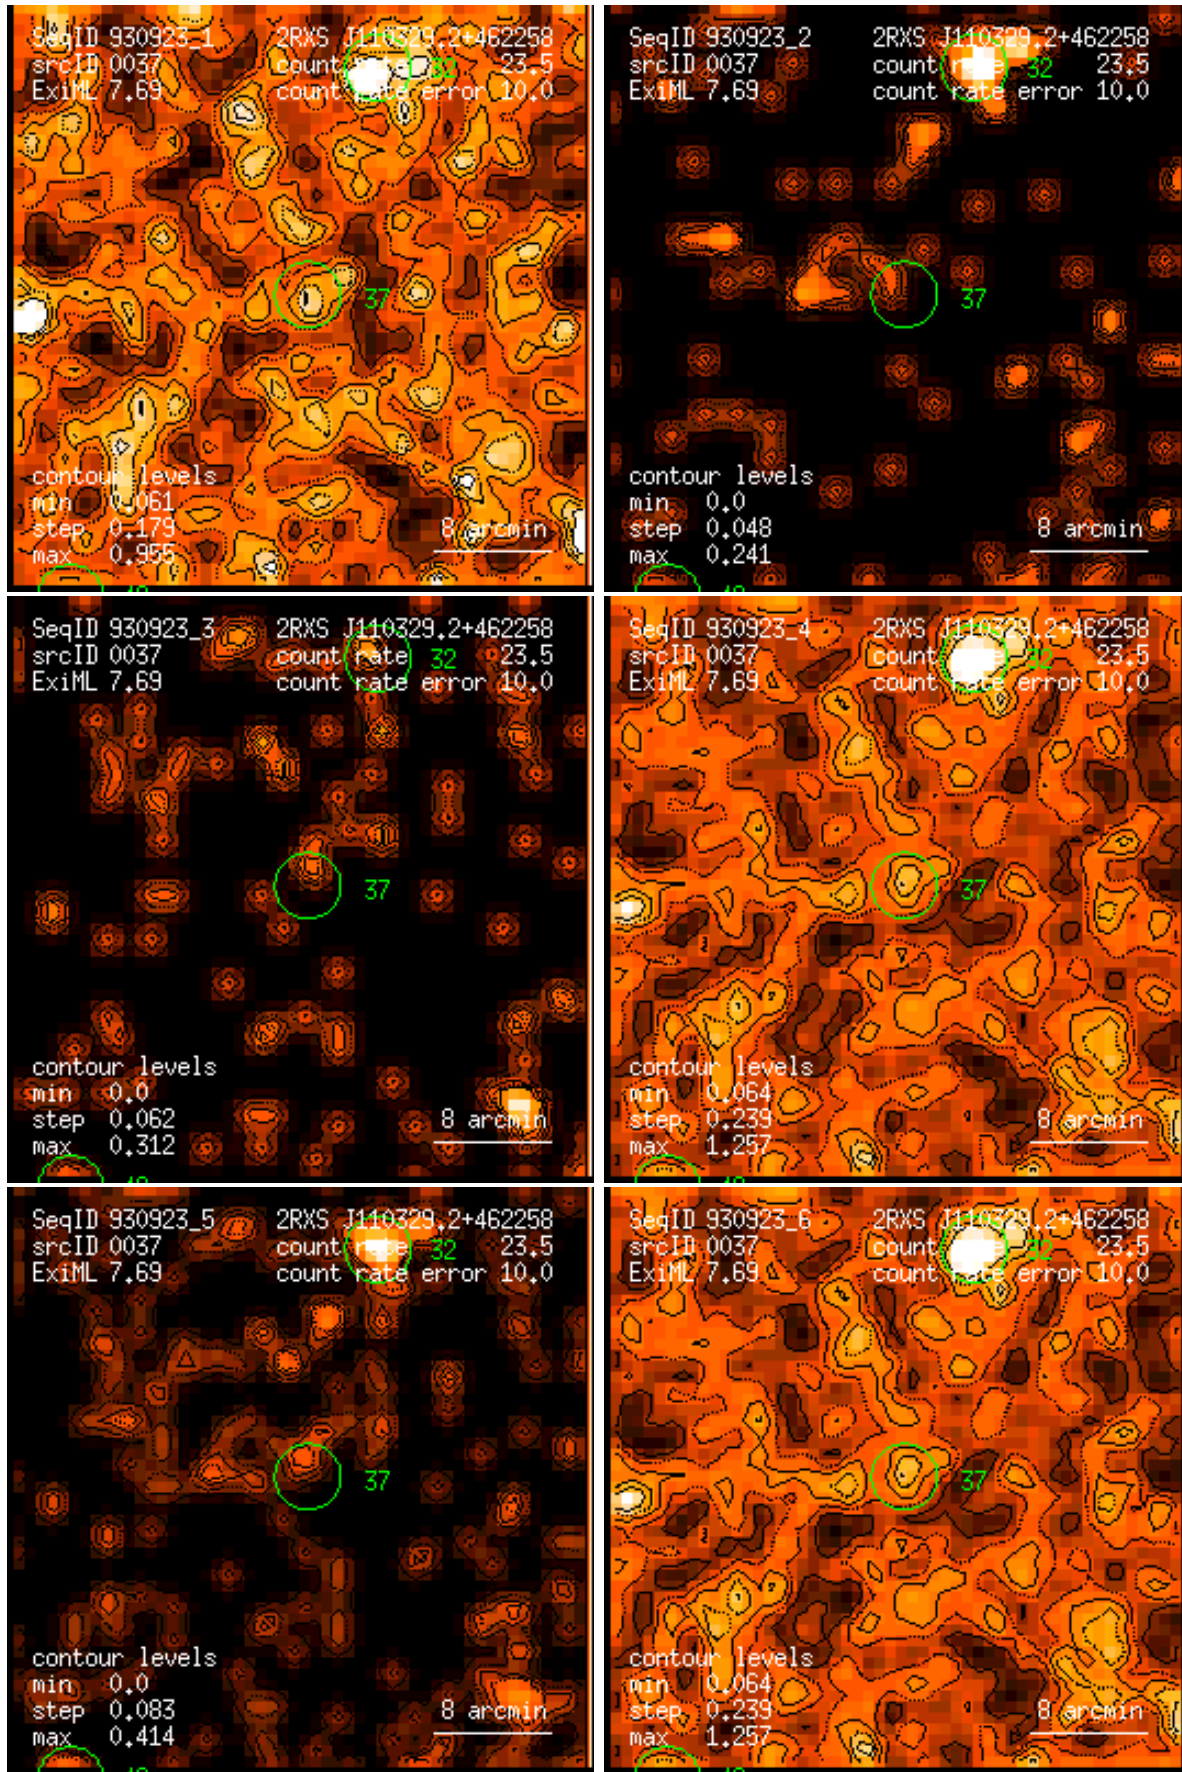 SeqID 930923_1 2RXS J110329.2+462258
srcID 0037 count rate 32 23.5
ExiML 7.69 count rate error 10.0
37
contour levels
min 0.061
step 0.179 8 arcmin
max 0.955
SeqID 930923_2 2RXS J110329.2+462258
srcID 0037 count rate 32 23.5
ExiML 7.69 count rate error 10.0
37
contour levels
min 0.0
step 0.048 8 arcmin
max 0.241
SeqID 930923_3 2RXS J110329.2+462258
srcID 0037 count rate 32 23.5
ExiML 7.69 count rate error 10.0
37
contour levels
min 0.0
step 0.062 8 arcmin
max 0.312
SeqID 930923_4 2RXS J110329.2+462258
srcID 0037 count rate 32 23.5
ExiML 7.69 count rate error 10.0
37
contour levels
min 0.064
step 0.239 8 arcmin
max 1.257
SeqID 930923_5 2RXS J110329.2+462258
srcID 0037 count rate 32 23.5
ExiML 7.69 count rate error 10.0
37
contour levels
min 0.0
step 0.083 8 arcmin
max 0.414
SeqID 930923_6 2RXS J110329.2+462258
srcID 0037 count rate 32 23.5
ExiML 7.69 count rate error 10.0
37
contour levels
min 0.064
step 0.239 8 arcmin
max 1.257